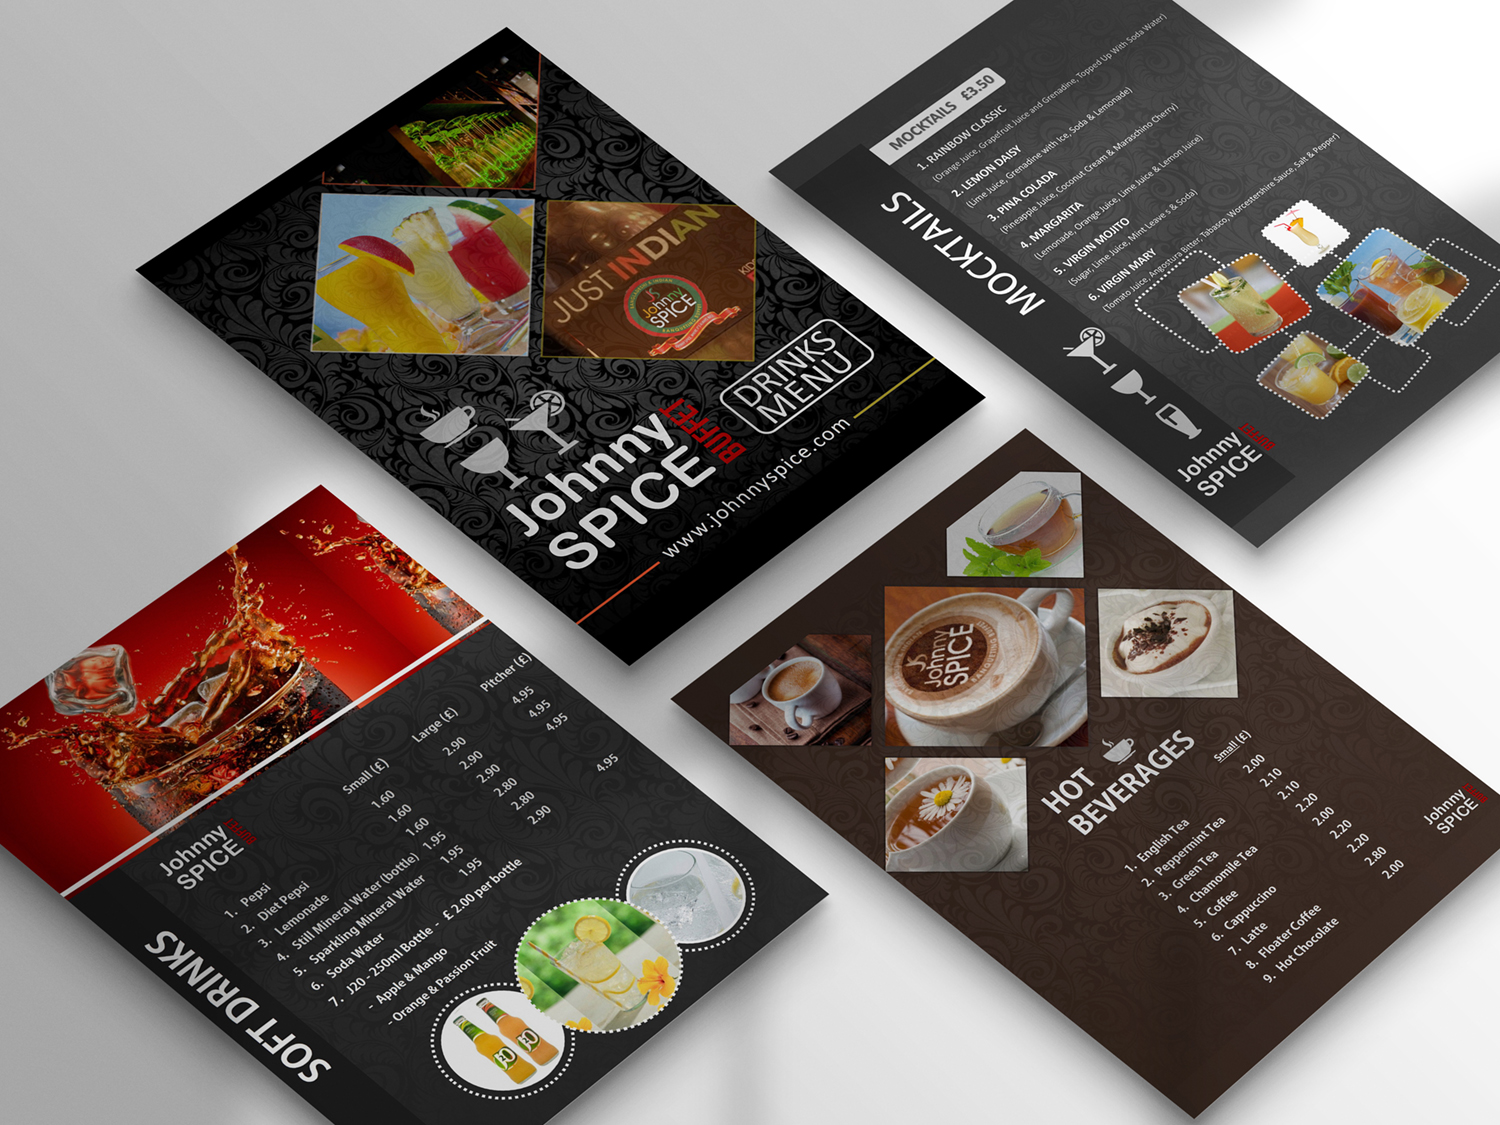 JUST INDIAN
KID
Johnny
SPICE
DRINKS
MENU
Johnny
SPICE
BUFFET
www.johnnyspice.com
MOCKTAILS £3.50
1. RAINBOW CLASSIC
(Orange Juice, Grapefruit Juice and Grenadine, Topped Up With Soda Water)
2. LEMON DAISY
(Lime Juice, Grenadine with Ice, Soda & Lemonade)
3. PINA COLADA
(Pineapple Juice, Coconut Cream & Maraschino Cherry)
4. MARGARITA
(Lemonade, Orange Juice, Lime Juice & Lemon Juice)
5. VIRGIN MOJITO
(Sugar, Lime Juice, Mint Leave s & Soda)
6. VIRGIN MARY
(Tomato Juice, Angostura Bitter, Tabasco, Worcestershire Sauce, Salt & Pepper)
MOCKTAILS
Johnny
SPICE
BUFFET
Johnny
SPICE
BUFFET
Small (£) Large (£) Pitcher (£)
1. Pepsi 1.60 2.90 4.95
2. Diet Pepsi 1.60 2.90 4.95
3. Lemonade 1.60 2.90 4.95
4. Still Mineral Water (bottle) 1.95 2.80
5. Sparkling Mineral Water 1.95 2.80
6. Soda Water 1.95 2.90 4.95
7. J20 - 250ml Bottle - £ 2.00 per bottle
- Apple & Mango
- Orange & Passion Fruit
SOFT DRINKS
Johnny
SPICE
HOT
BEVERAGES
Small (£)
1. English Tea 2.00
2. Peppermint Tea 2.10
3. Green Tea 2.10
4. Chamomile Tea 2.20
5. Coffee 2.00
6. Cappuccino 2.20
7. Latte 2.20
8. Floater Coffee 2.80
9. Hot Chocolate 2.00
Johnny
SPICE